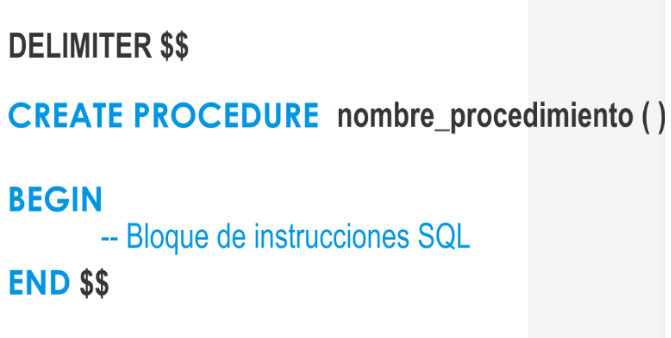 DELIMITER $$
CREATE PROCEDURE nombre_procedimiento ( )
BEGIN
-- Bloque de instrucciones SQL
END $$